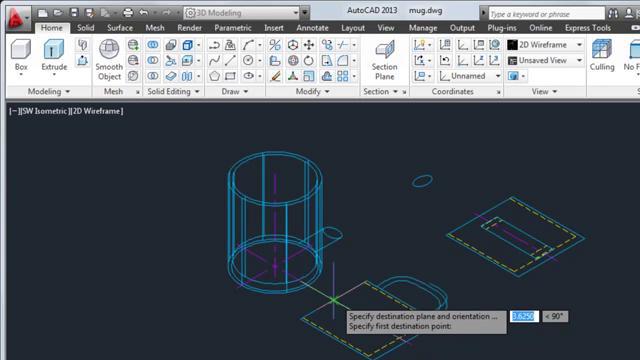 3D Modeling
AutoCAD 2013 mug.dwg
Type a keyword or phrase
Home Solid Surface Mesh Render Parametric Insert Annotate View Manage Output Plug-ins Online Express Tools
Box Extrude Smooth Object Section Plane Culling No F
Unnamed
2D Wireframe
Unsaved View
Modeling Mesh Solid Editing Draw Modify Section Coordinates View
[−][SW Isometric][2D Wireframe]
Specify destination plane and orientation ...
Specify first destination point:
3.6250 < 90°